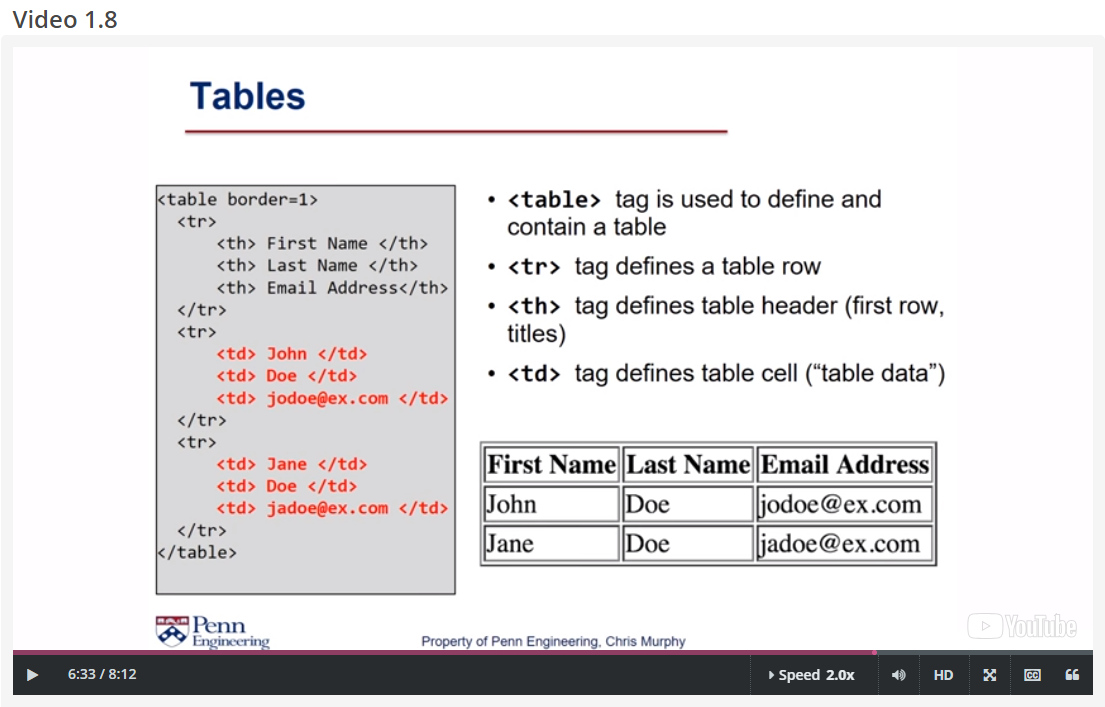 Video 1.8
Tables
<table border=1>
<tr>
<th> First Name </th>
<th> Last Name </th>
<th> Email Address</th>
</tr>
<tr>
<td> John </td>
<td> Doe </td>
<td> jodoe@ex.com </td>
</tr>
<tr>
<td> Jane </td>
<td> Doe </td>
<td> jadoe@ex.com </td>
</tr>
</table>
• <table> tag is used to define and
contain a table
• <tr> tag defines a table row
• <th> tag defines table header (first row,
titles)
• <td> tag defines table cell (“table data”)
First Name Last Name Email Address
John Doe jodoe@ex.com
Jane Doe jadoe@ex.com
Penn
Engineering
Property of Penn Engineering, Chris Murphy
YouTube
6:33 / 8:12
Speed 2.0x
HD
CC